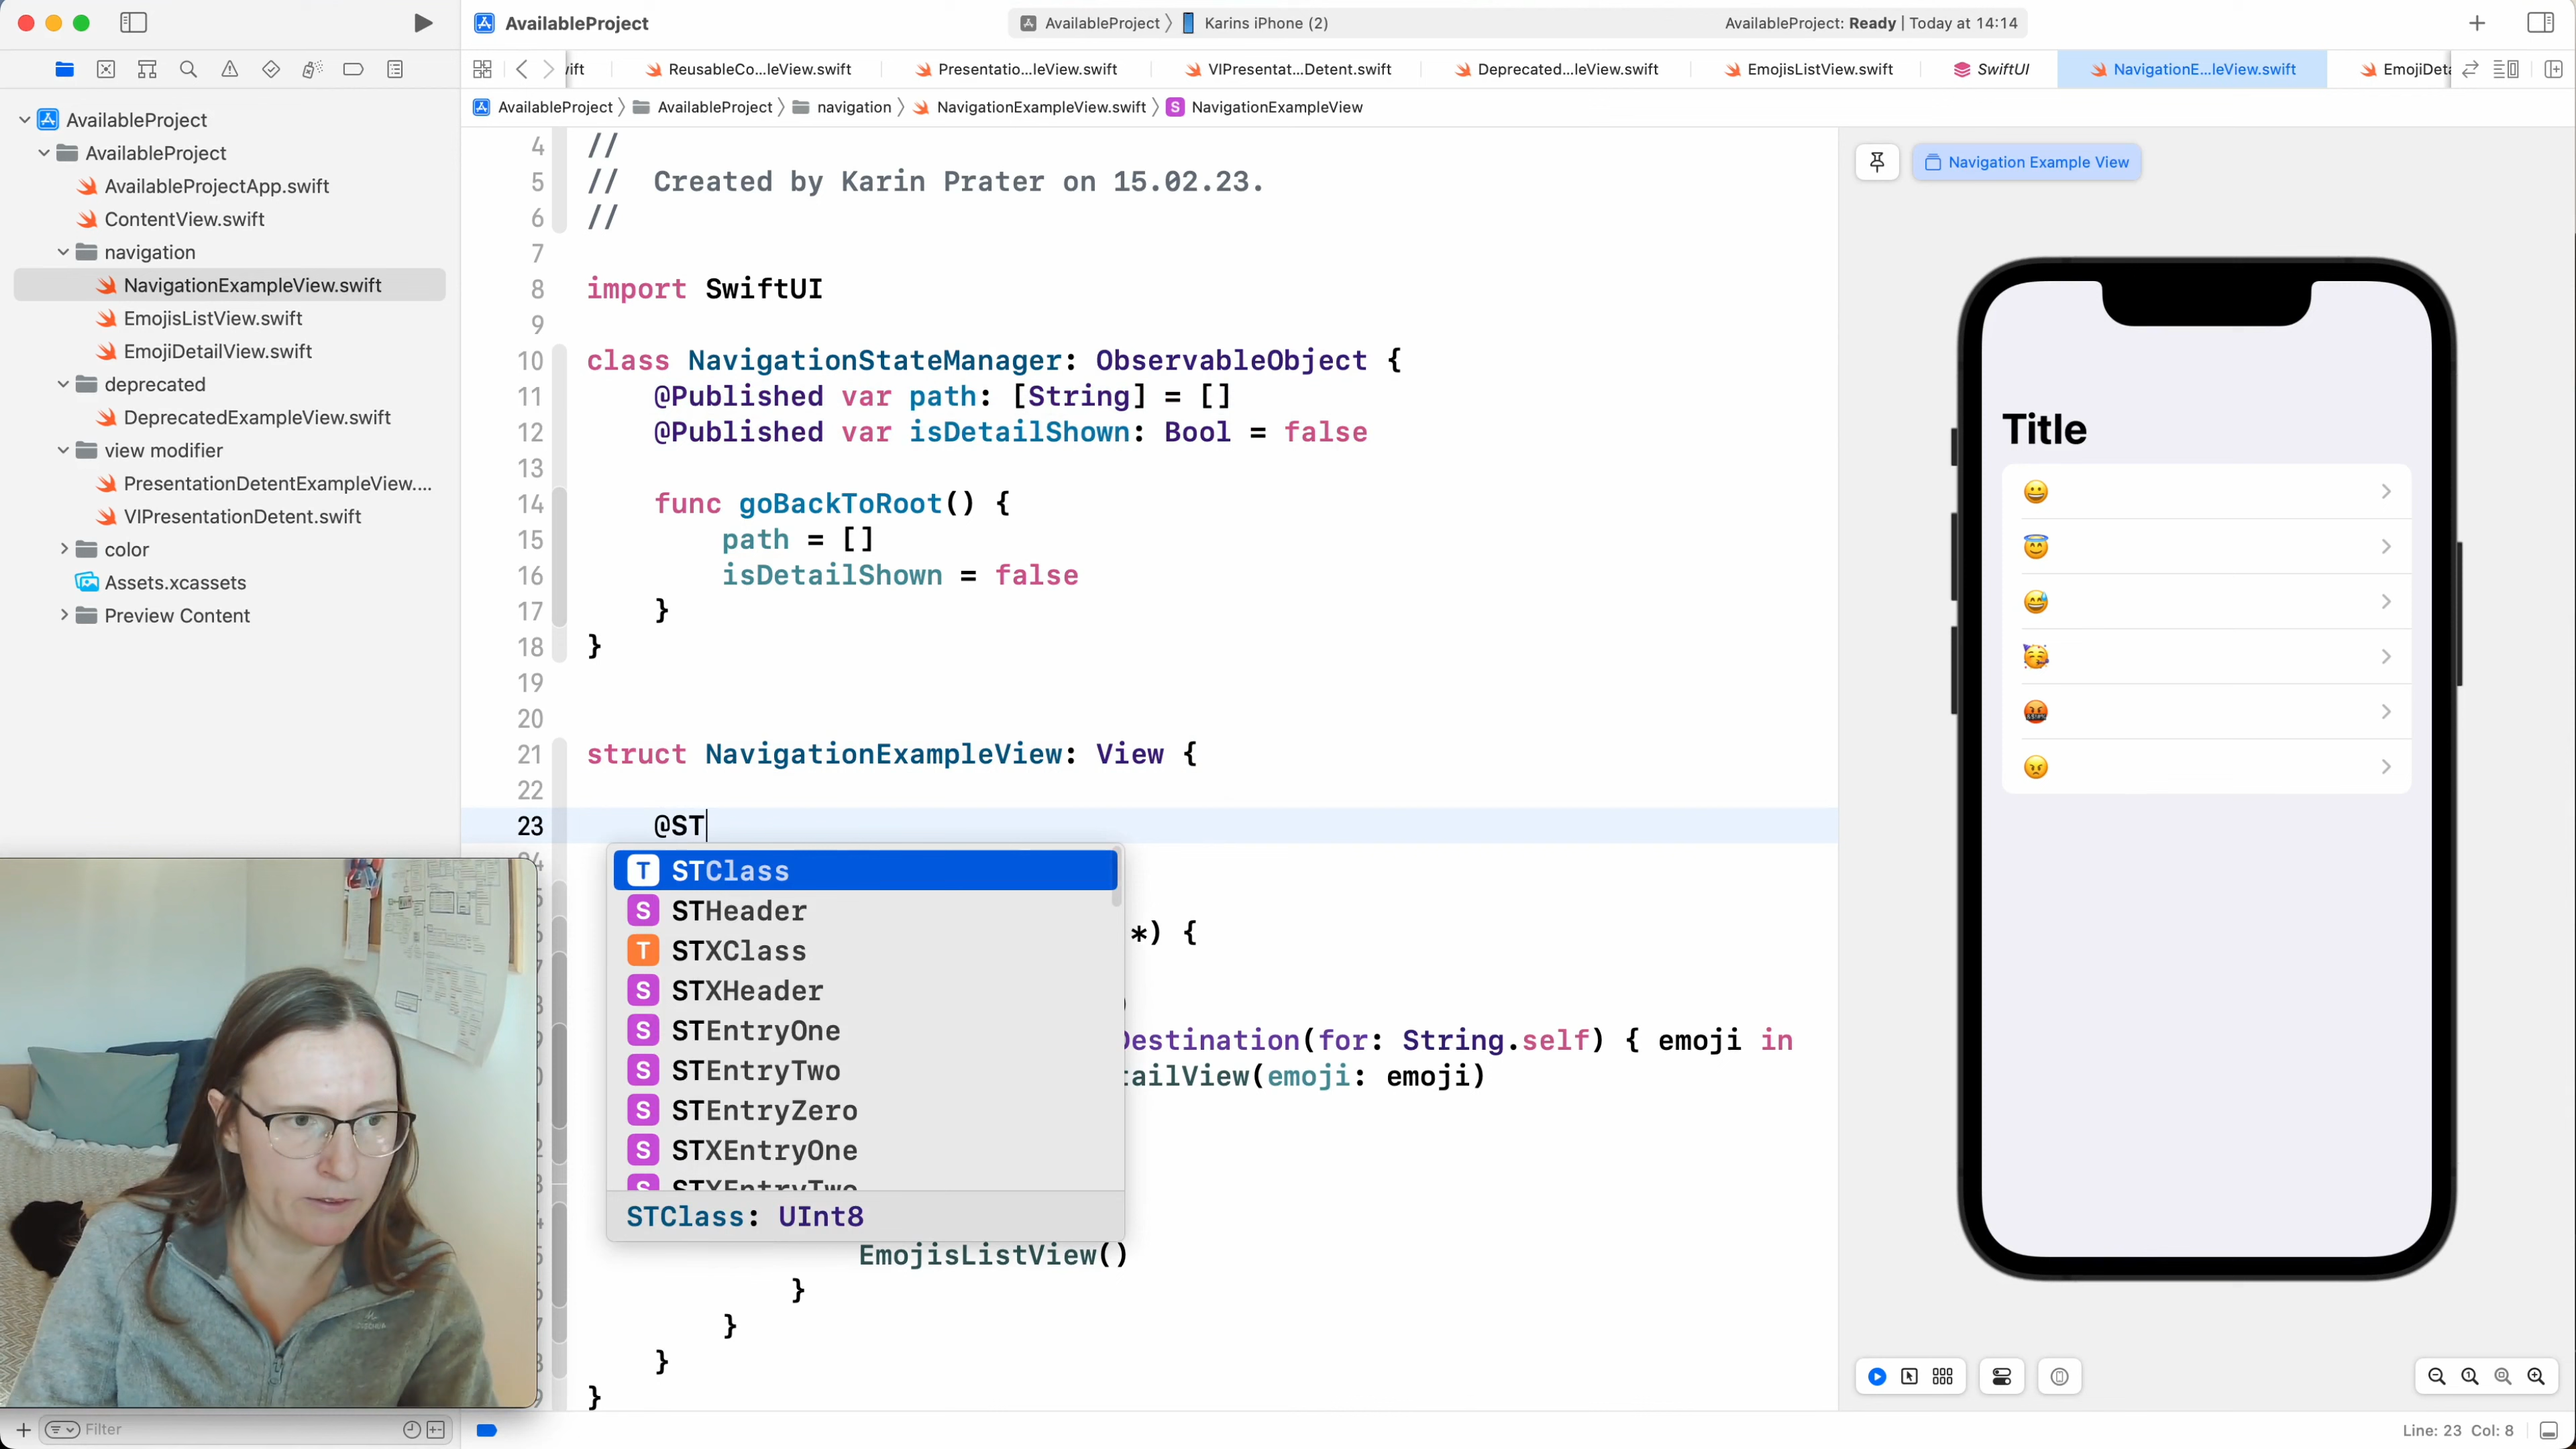 AvailableProject
AvailableProject 〉 Karins iPhone (2)
AvailableProject: Ready | Today at 14:14
ift
ReusableCo...leView.swift
Presentatio...leView.swift
VIPresentat...Detent.swift
Deprecated...leView.swift
EmojisListView.swift
SwiftUI
NavigationE...leView.swift
EmojiDeta
AvailableProject 〉 AvailableProject 〉 navigation 〉 NavigationExampleView.swift 〉 S NavigationExampleView
AvailableProject
AvailableProject
AvailableProjectApp.swift
ContentView.swift
navigation
NavigationExampleView.swift
EmojisListView.swift
EmojiDetailView.swift
deprecated
DeprecatedExampleView.swift
view modifier
PresentationDetentExampleView....
VIPresentationDetent.swift
color
Assets.xcassets
Preview Content
Filter
4 //
5 //  Created by Karin Prater on 15.02.23.
6 //
7
8 import SwiftUI
9
10 class NavigationStateManager: ObservableObject {
11 @Published var path: [String] = []
12 @Published var isDetailShown: Bool = false
13
14 func goBackToRoot() {
15 path = []
16 isDetailShown = false
17 }
18 }
19
20
21 struct NavigationExampleView: View {
22
23 @ST
T STClass
S STHeader
T STXClass
S STXHeader
S STEntryOne
S STEntryTwo
S STEntryZero
S STXEntryOne
S STXEntryTwo
STClass: UInt8
*) {
)
Destination(for: String.self) { emoji in
tailView(emoji: emoji)
EmojisListView()
}
}
}
}
Navigation Example View
Title
Line: 23 Col: 8